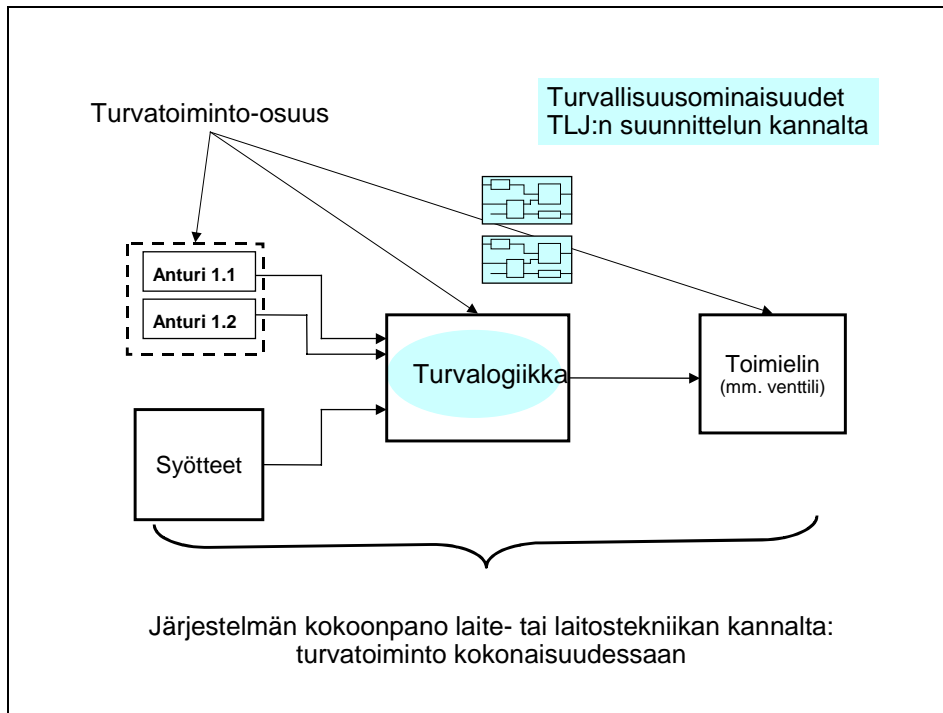 Turvatoiminto-osuus
Turvallisuusominaisuudet
TLJ:n suunnittelun kannalta
Anturi 1.1
Anturi 1.2
Turvalogiikka
Toimielin
(mm. venttili)
Syötteet
Järjestelmän kokoonpano laite- tai laitostekniikan kannalta:
turvatoiminto kokonaisuudessaan